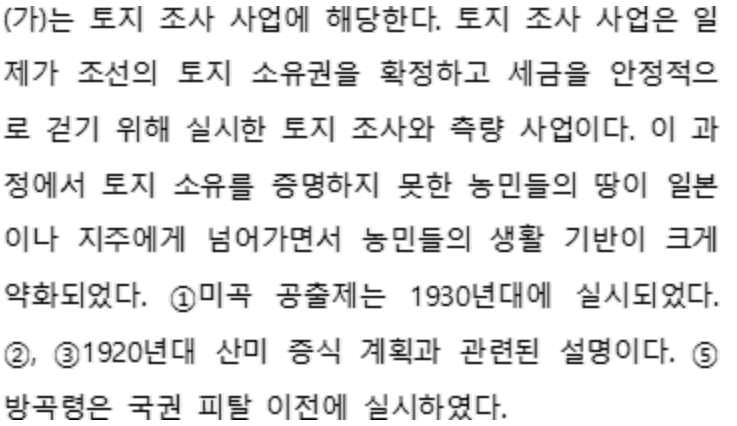 (가)는 토지 조사 사업에 해당한다. 토지 조사 사업은 일
제가 조선의 토지 소유권을 확정하고 세금을 안정적으
로 걷기 위해 실시한 토지 조사와 측량 사업이다. 이 과
정에서 토지 소유를 증명하지 못한 농민들의 땅이 일본
이나 지주에게 넘어가면서 농민들의 생활 기반이 크게
약화되었다. ①미곡 공출제는 1930년대에 실시되었다.
②, ③1920년대 산미 증식 계획과 관련된 설명이다. ⑤
방곡령은 국권 피탈 이전에 실시하였다.